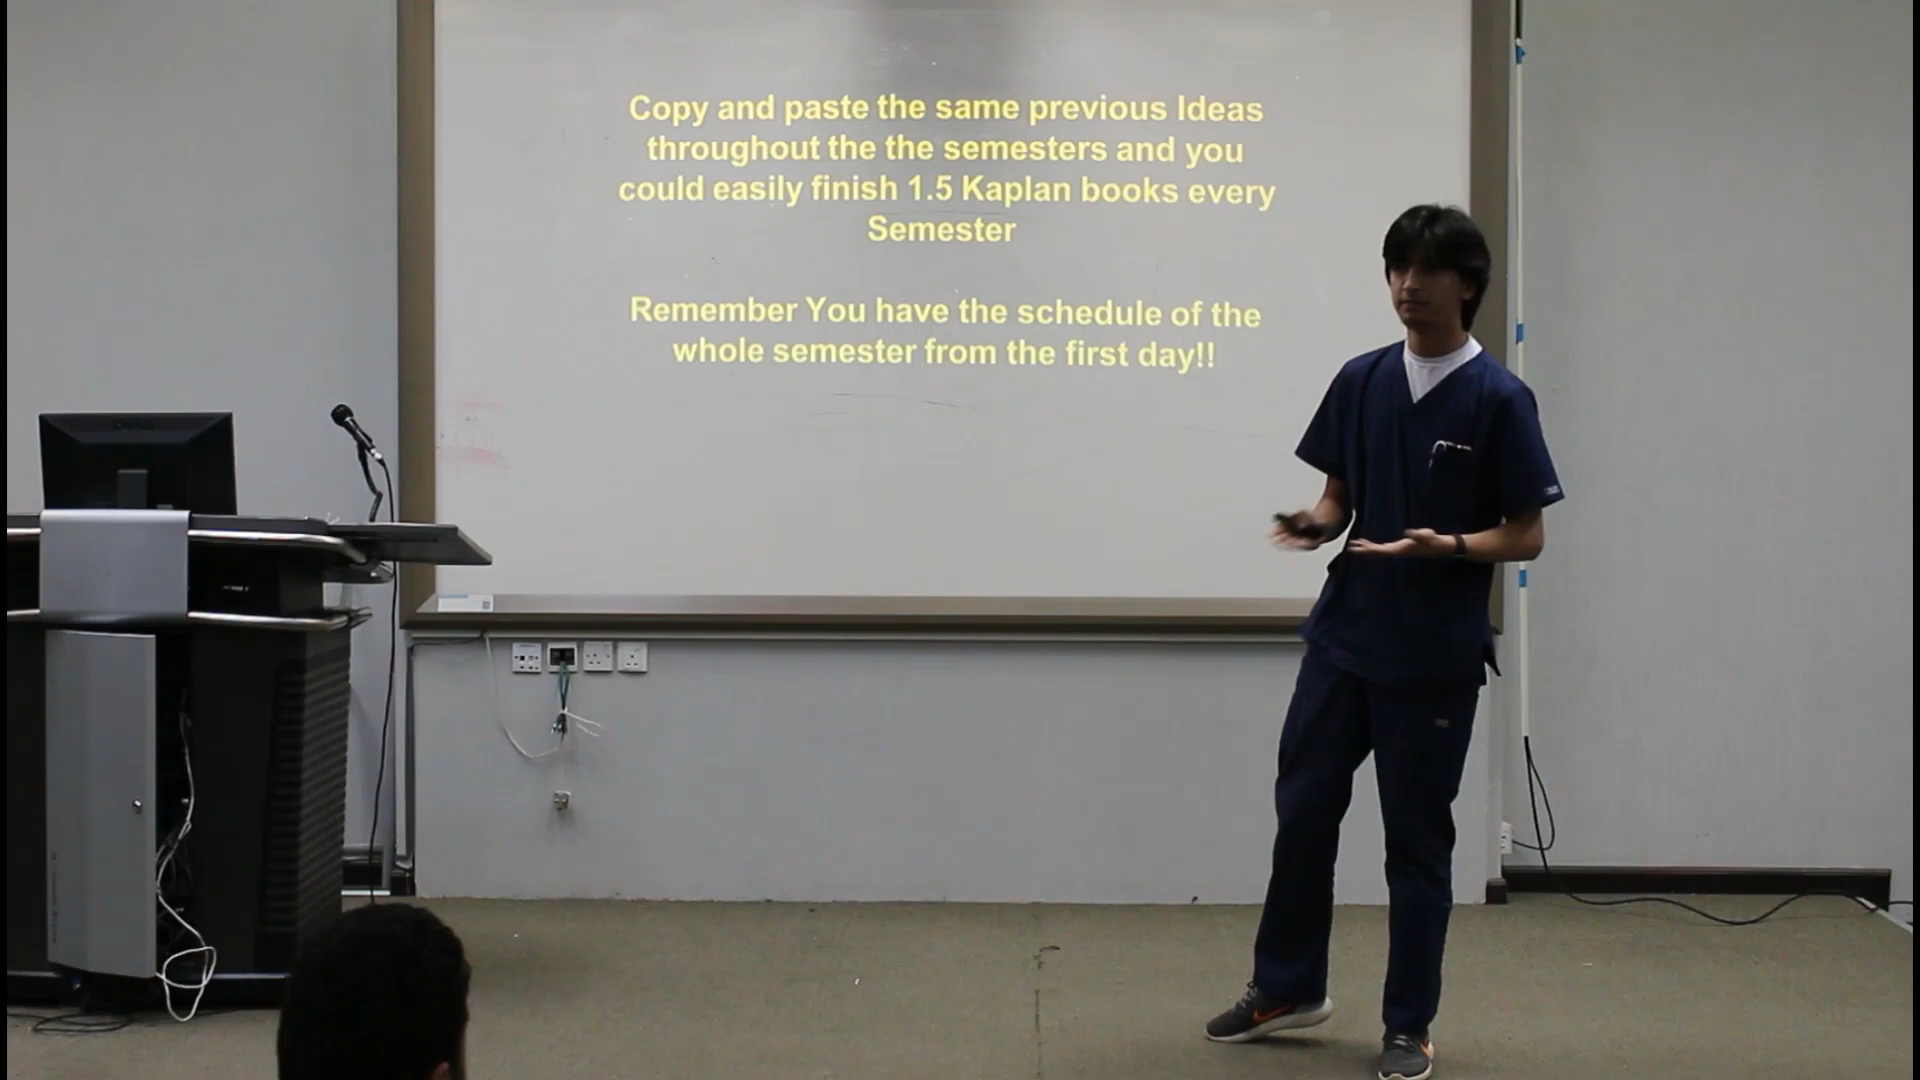 Copy and paste the same previous Ideas
throughout the the semesters and you
could easily finish 1.5 Kaplan books every
Semester
Remember You have the schedule of the
whole semester from the first day!!
DELL